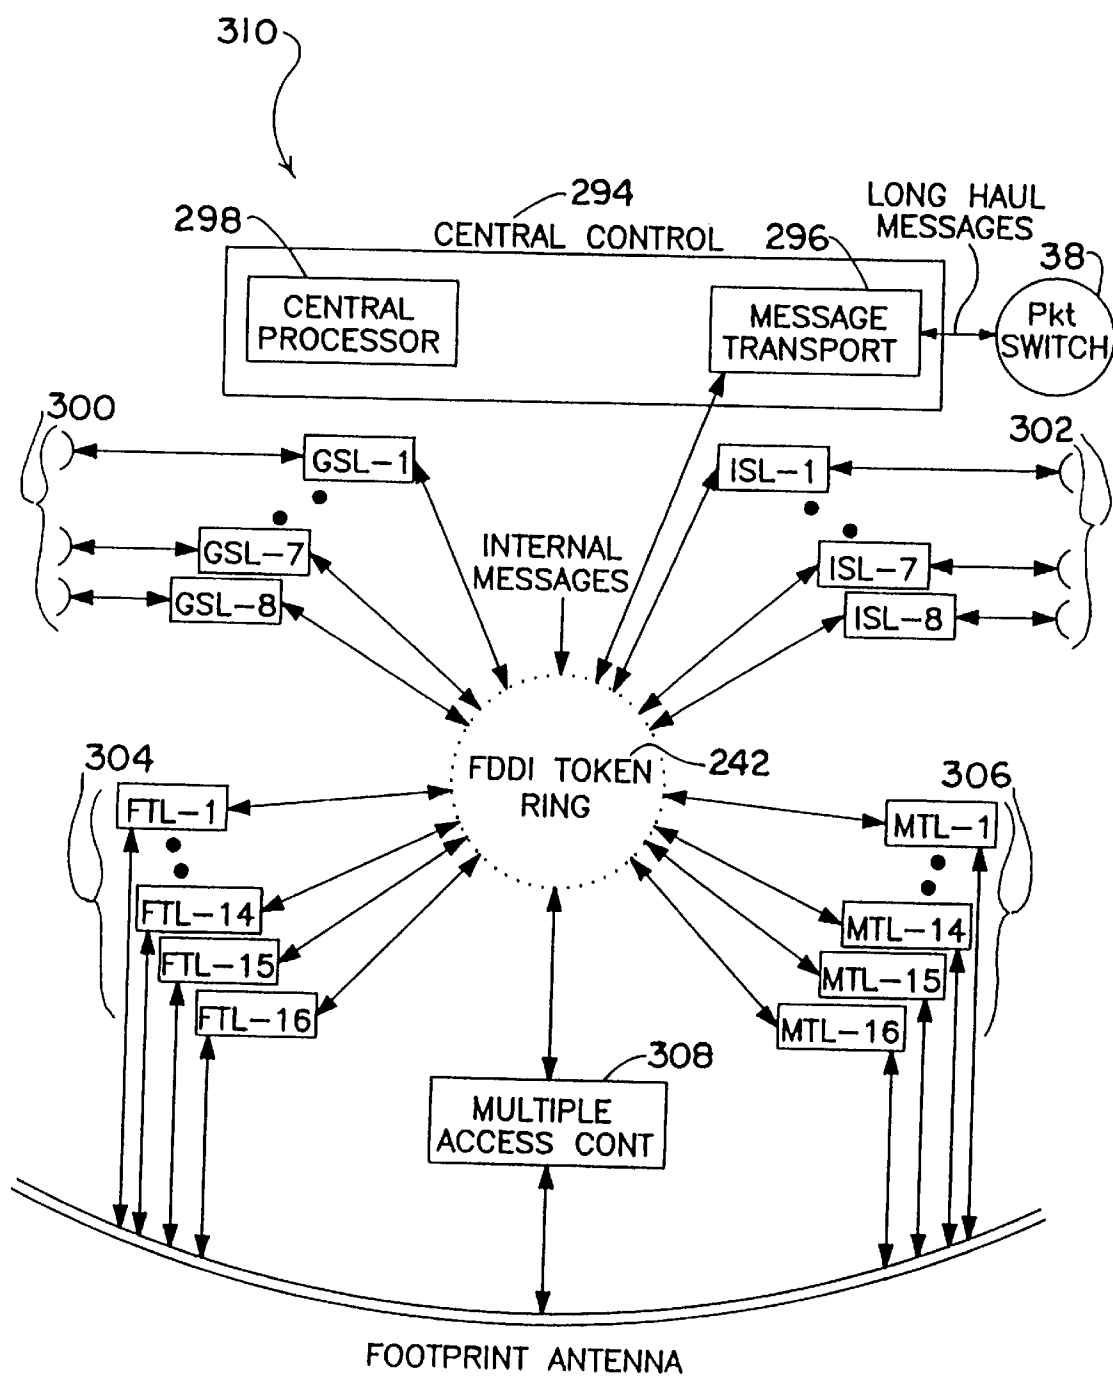 310
294
LONG HAUL
MESSAGES
298
CENTRAL CONTROL
296
38
CENTRAL
PROCESSOR
MESSAGE
TRANSPORT
Pkt
SWITCH
300
302
GSL-1
ISL-1
GSL-7
INTERNAL
MESSAGES
ISL-7
GSL-8
ISL-8
304
FDDI TOKEN
RING
242
306
FTL-1
MTL-1
FTL-14
MTL-14
FTL-15
MTL-15
FTL-16
MTL-16
308
MULTIPLE
ACCESS CONT
FOOTPRINT ANTENNA